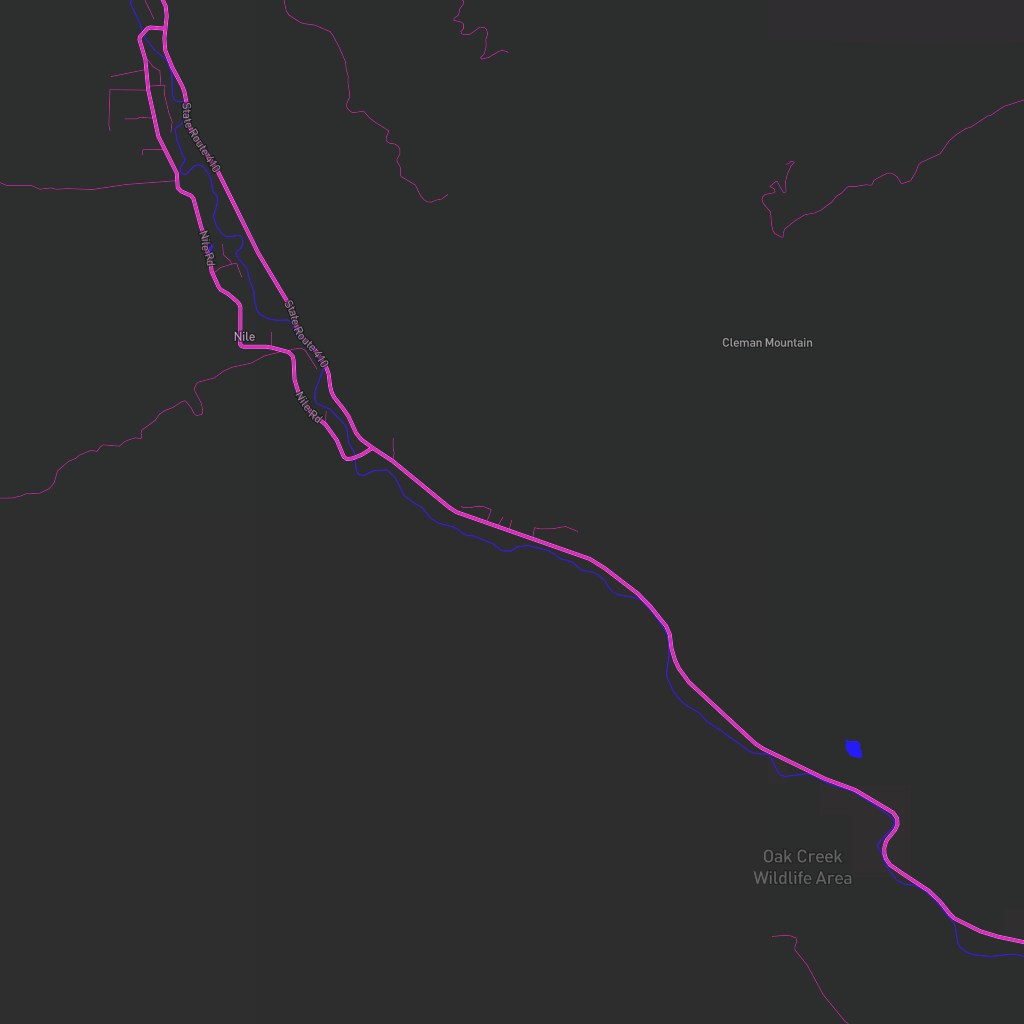 State Route 410
Nile Rd
State Route 410
Nile
Cleman Mountain
Nile Rd
Oak Creek
Wildlife Area